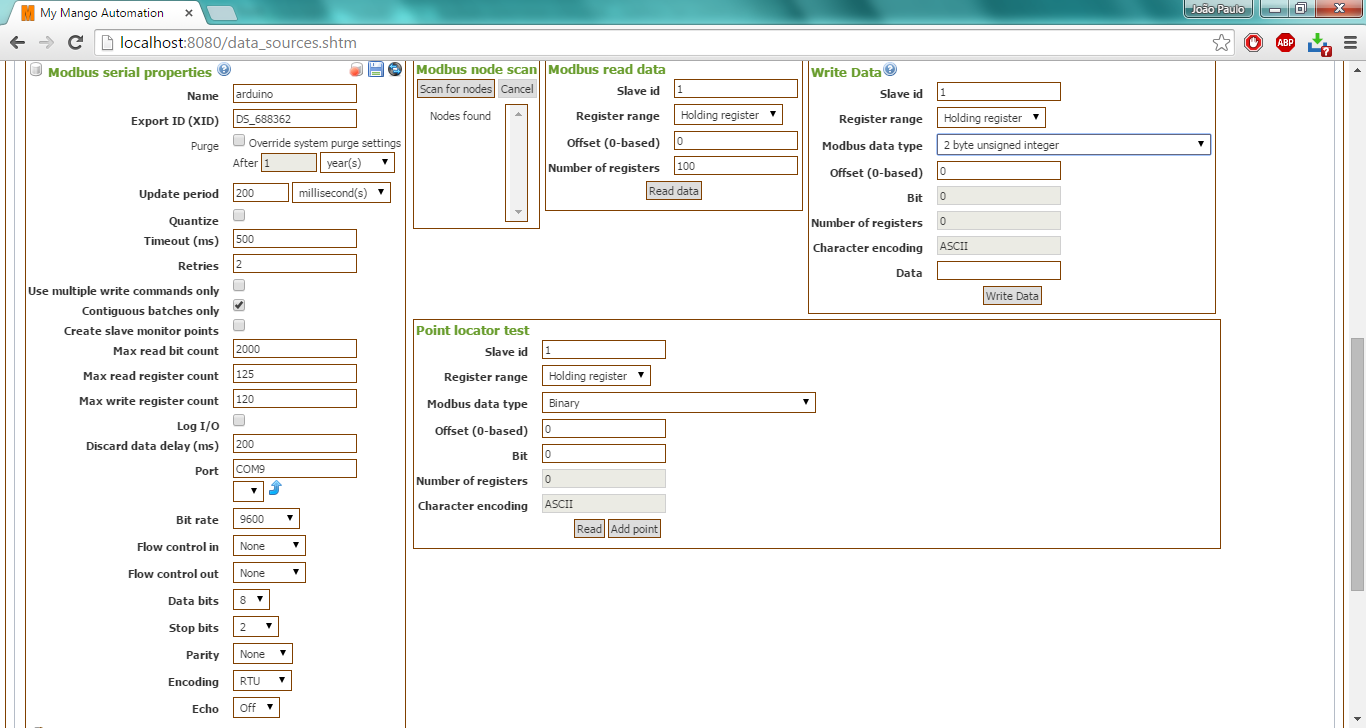 My Mango Automation
João Paulo
localhost:8080/data_sources.shtm
ABP
?
Modbus serial properties
Name arduino
Export ID (XID) DS_688362
Purge Override system purge settings
After 1 year(s)
Update period 200 millisecond(s)
Quantize
Timeout (ms) 500
Retries 2
Use multiple write commands only
Contiguous batches only
Create slave monitor points
Max read bit count 2000
Max read register count 125
Max write register count 120
Log I/O
Discard data delay (ms) 200
Port COM9
Bit rate 9600
Flow control in None
Flow control out None
Data bits 8
Stop bits 2
Parity None
Encoding RTU
Echo Off
Modbus node scan
Scan for nodes Cancel
Nodes found
Modbus read data
Slave id 1
Register range Holding register
Offset (0-based) 0
Number of registers 100
Read data
Write Data
Slave id 1
Register range Holding register
Modbus data type 2 byte unsigned integer
Offset (0-based) 0
Bit 0
Number of registers 0
Character encoding ASCII
Data
Write Data
Point locator test
Slave id 1
Register range Holding register
Modbus data type Binary
Offset (0-based) 0
Bit 0
Number of registers 0
Character encoding ASCII
Read Add point